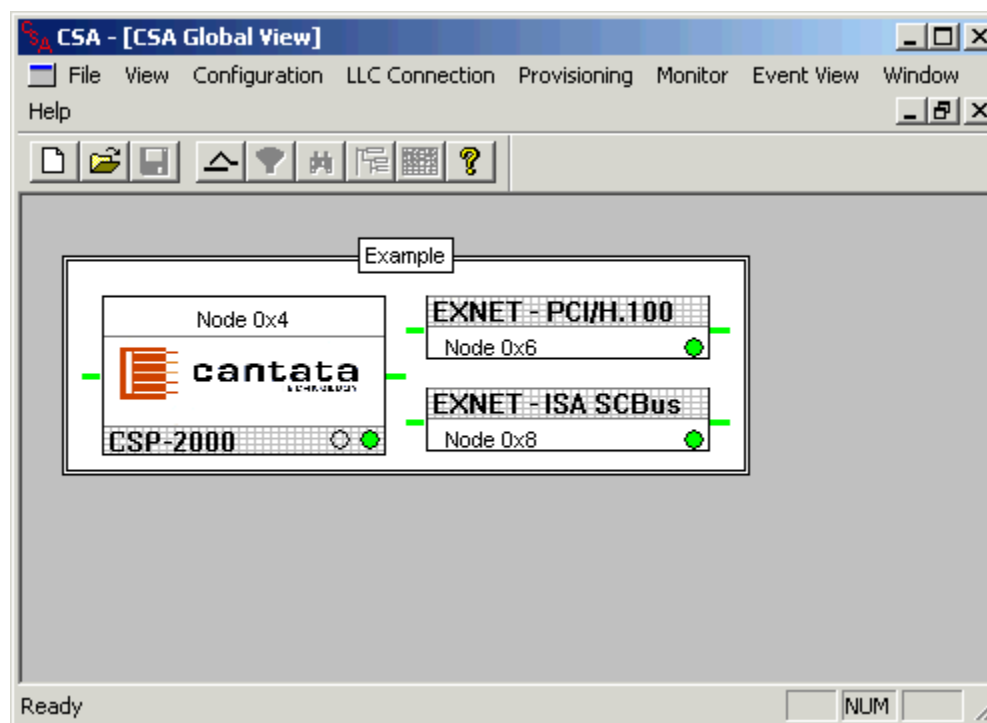 CSA - [CSA Global View]
File View Configuration LLC Connection Provisioning Monitor Event View Window
Help
Example
Node 0x4
cantata
TECHNOLOGY
CSP-2000
EXNET - PCI/H.100
Node 0x6
EXNET - ISA SCBus
Node 0x8
Ready
NUM